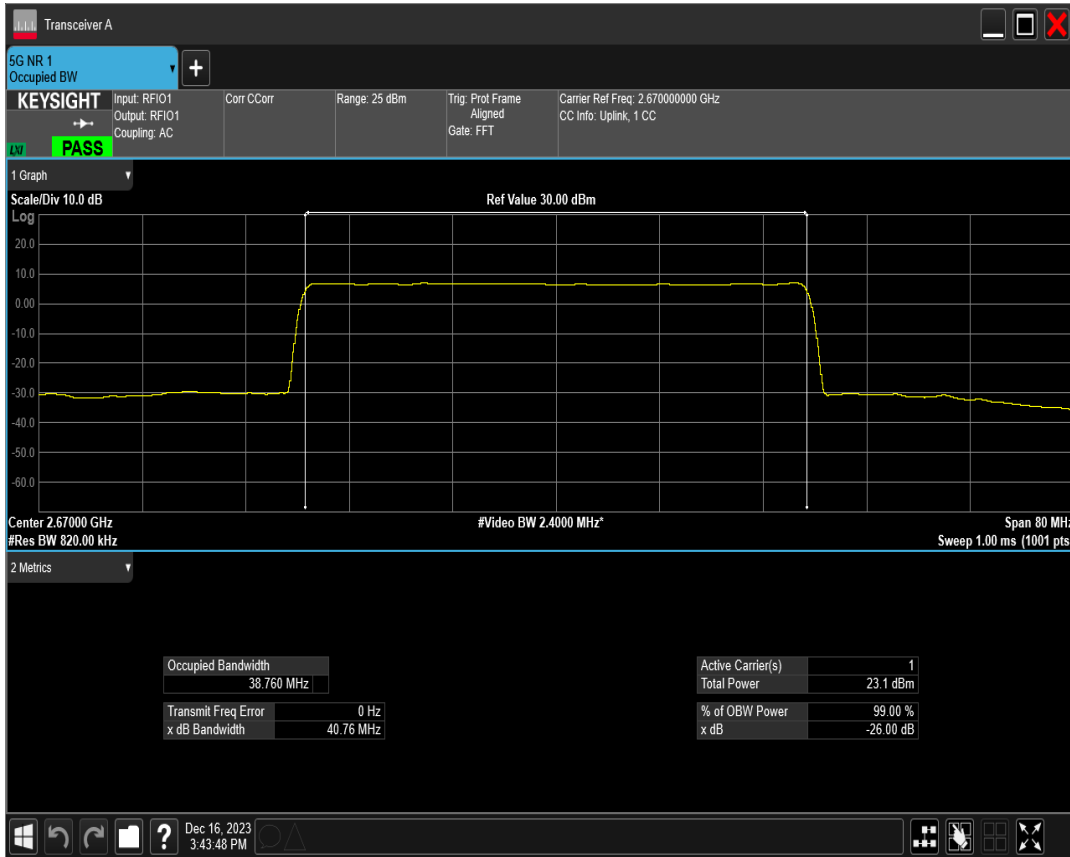 Transceiver A
5G NR 1
Occupied BW
KEYSIGHT
LXI
PASS
Input: RFIO1
Output: RFIO1
Coupling: AC
Corr CCorr
Range: 25 dBm
Trig: Prot Frame
Aligned
Gate: FFT
Carrier Ref Freq: 2.670000000 GHz
CC Info: Uplink, 1 CC
1 Graph
Scale/Div 10.0 dB
Ref Value 30.00 dBm
Log
20.0
10.0
0.00
-10.0
-20.0
-30.0
-40.0
-50.0
-60.0
Center 2.67000 GHz
#Video BW 2.4000 MHz*
Span 80 MHz
#Res BW 820.00 kHz
Sweep 1.00 ms (1001 pts
2 Metrics
Occupied Bandwidth
38.760 MHz
Transmit Freq Error 0 Hz
x dB Bandwidth 40.76 MHz
Active Carrier(s) 1
Total Power 23.1 dBm
% of OBW Power 99.00 %
x dB -26.00 dB
?
Dec 16, 2023
3:43:48 PM